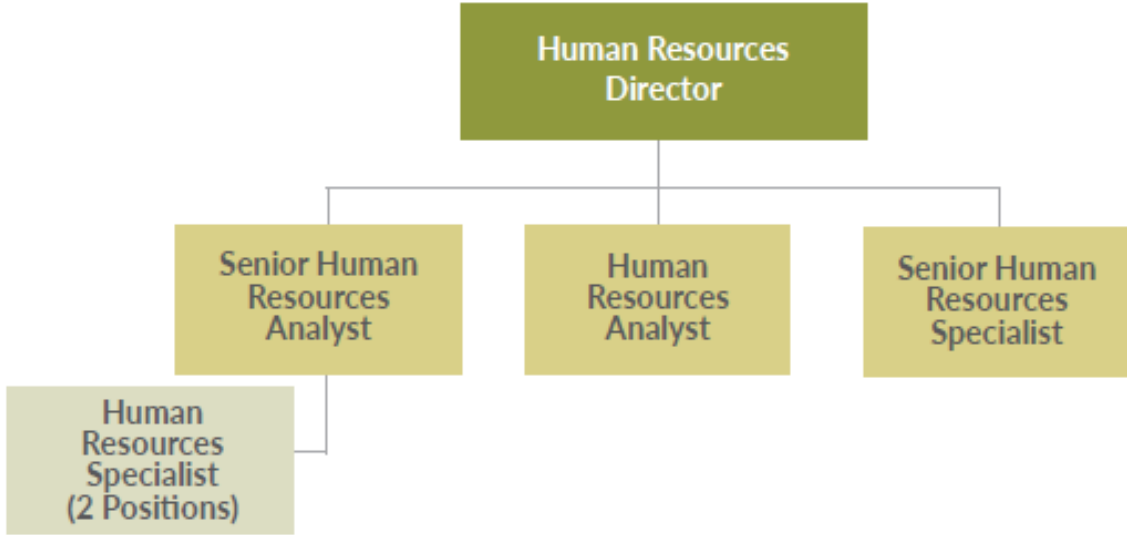 Human Resources
Director
Senior Human
Resources
Analyst
Human
Resources
Analyst
Senior Human
Resources
Specialist
Human
Resources
Specialist
(2 Positions)